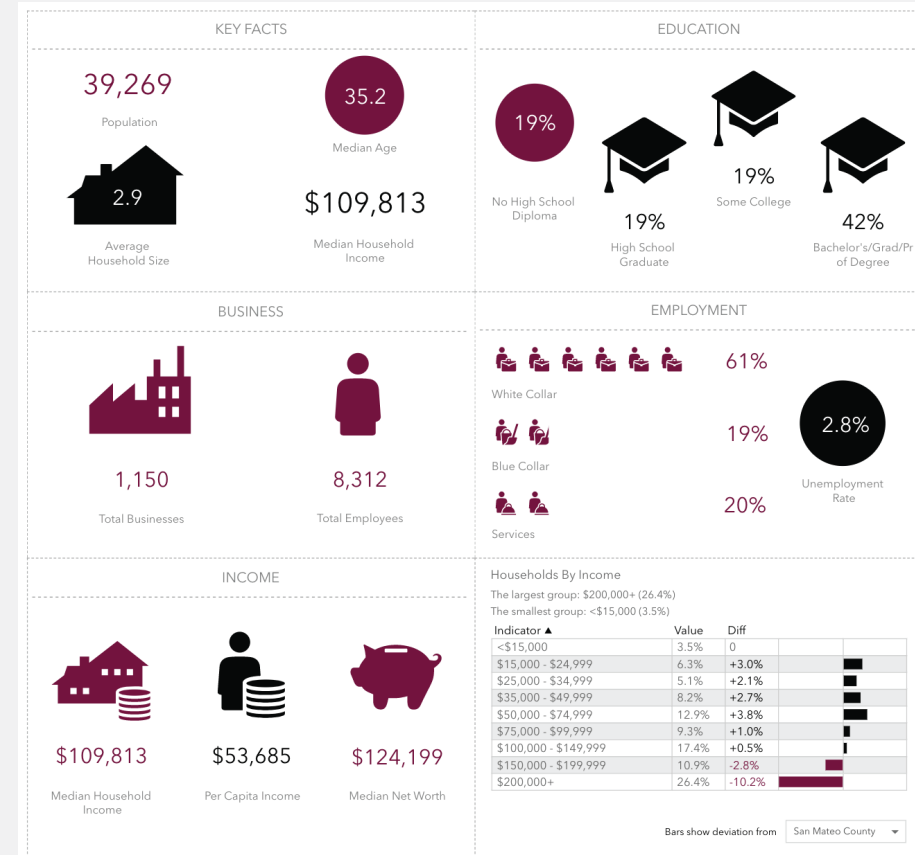 KEY FACTS
39,269
Population
35.2
Median Age
2.9
Average
Household Size
$109,813
Median Household
Income
EDUCATION
19%
No High School
Diploma
19%
High School
Graduate
19%
Some College
42%
Bachelor's/Grad/Pr
of Degree
BUSINESS
1,150
Total Businesses
8,312
Total Employees
EMPLOYMENT
61%
White Collar
19%
Blue Collar
20%
Services
2.8%
Unemployment
Rate
INCOME
$109,813
Median Household
Income
$53,685
Per Capita Income
$124,199
Median Net Worth
Households By Income
The largest group: $200,000+ (26.4%)
The smallest group: <$15,000 (3.5%)
Indicator ▲ Value Diff
<$15,000 3.5% 0
$15,000 - $24,999 6.3% +3.0%
$25,000 - $34,999 5.1% +2.1%
$35,000 - $49,999 8.2% +2.7%
$50,000 - $74,999 12.9% +3.8%
$75,000 - $99,999 9.3% +1.0%
$100,000 - $149,999 17.4% +0.5%
$150,000 - $199,999 10.9% -2.8%
$200,000+ 26.4% -10.2%
Bars show deviation from San Mateo County